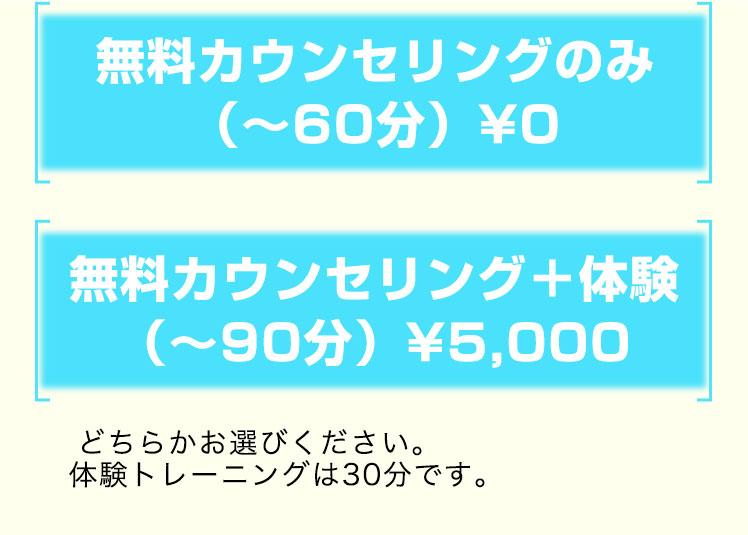 無料カウンセリングのみ
（～60分）¥0
無料カウンセリング＋体験
（～90分）¥5,000
どちらかお選びください。
体験トレーニングは30分です。